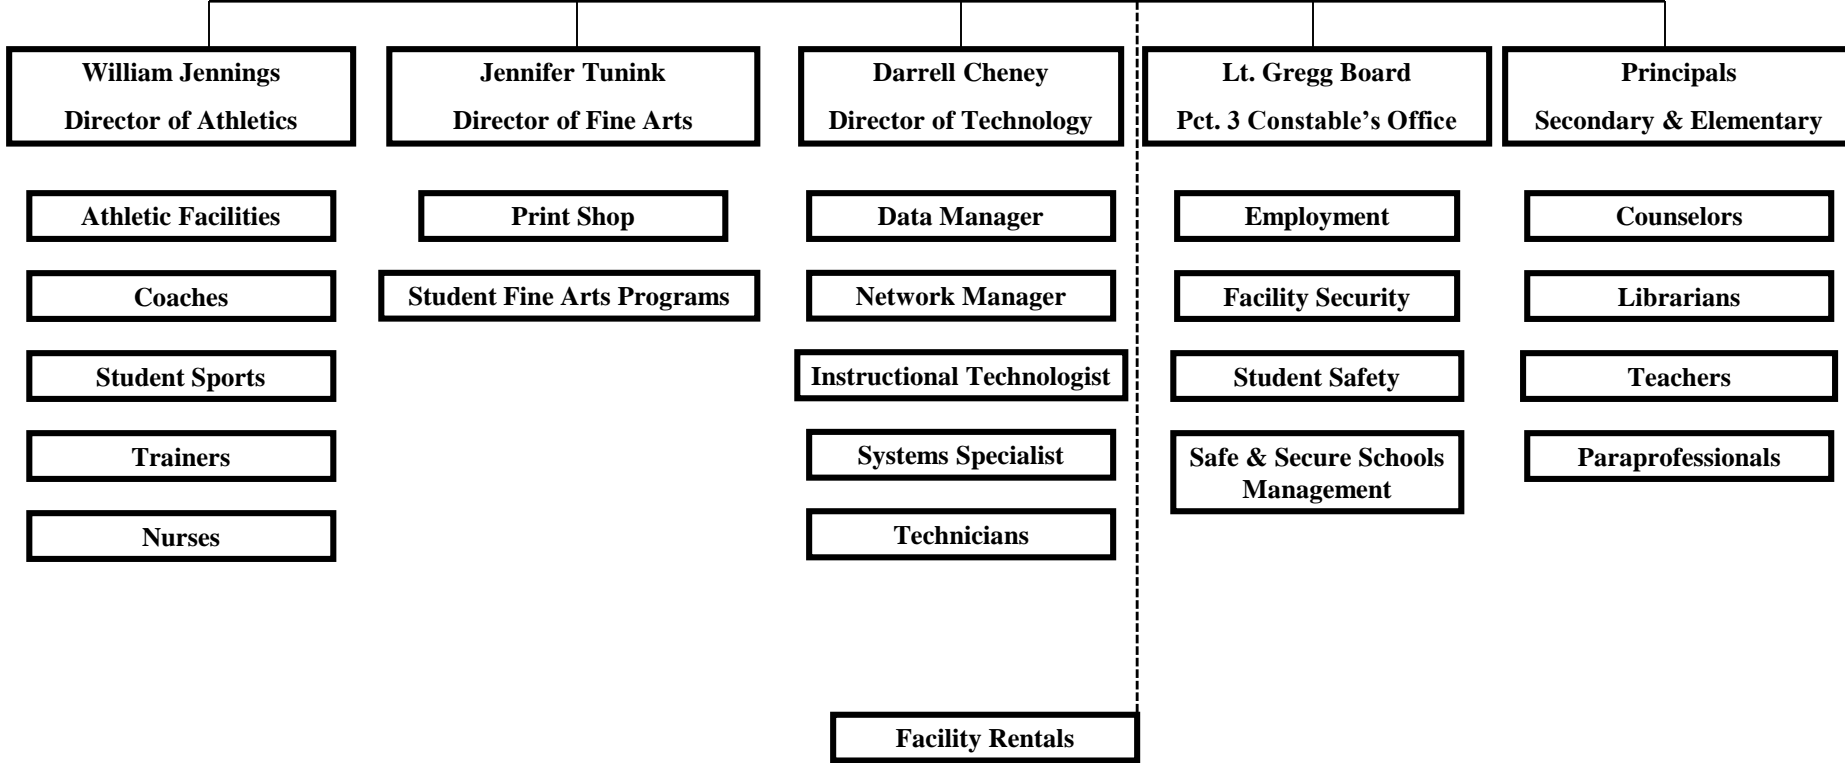 William Jennings
Director of Athletics
Jennifer Tunink
Director of Fine Arts
Darrell Cheney
Director of Technology
Lt. Gregg Board
Pct. 3 Constable's Office
Principals
Secondary & Elementary
Athletic Facilities
Coaches
Student Sports
Trainers
Nurses
Print Shop
Student Fine Arts Programs
Data Manager
Network Manager
Instructional Technologist
Systems Specialist
Technicians
Employment
Facility Security
Student Safety
Safe & Secure Schools
Management
Counselors
Librarians
Teachers
Paraprofessionals
Facility Rentals